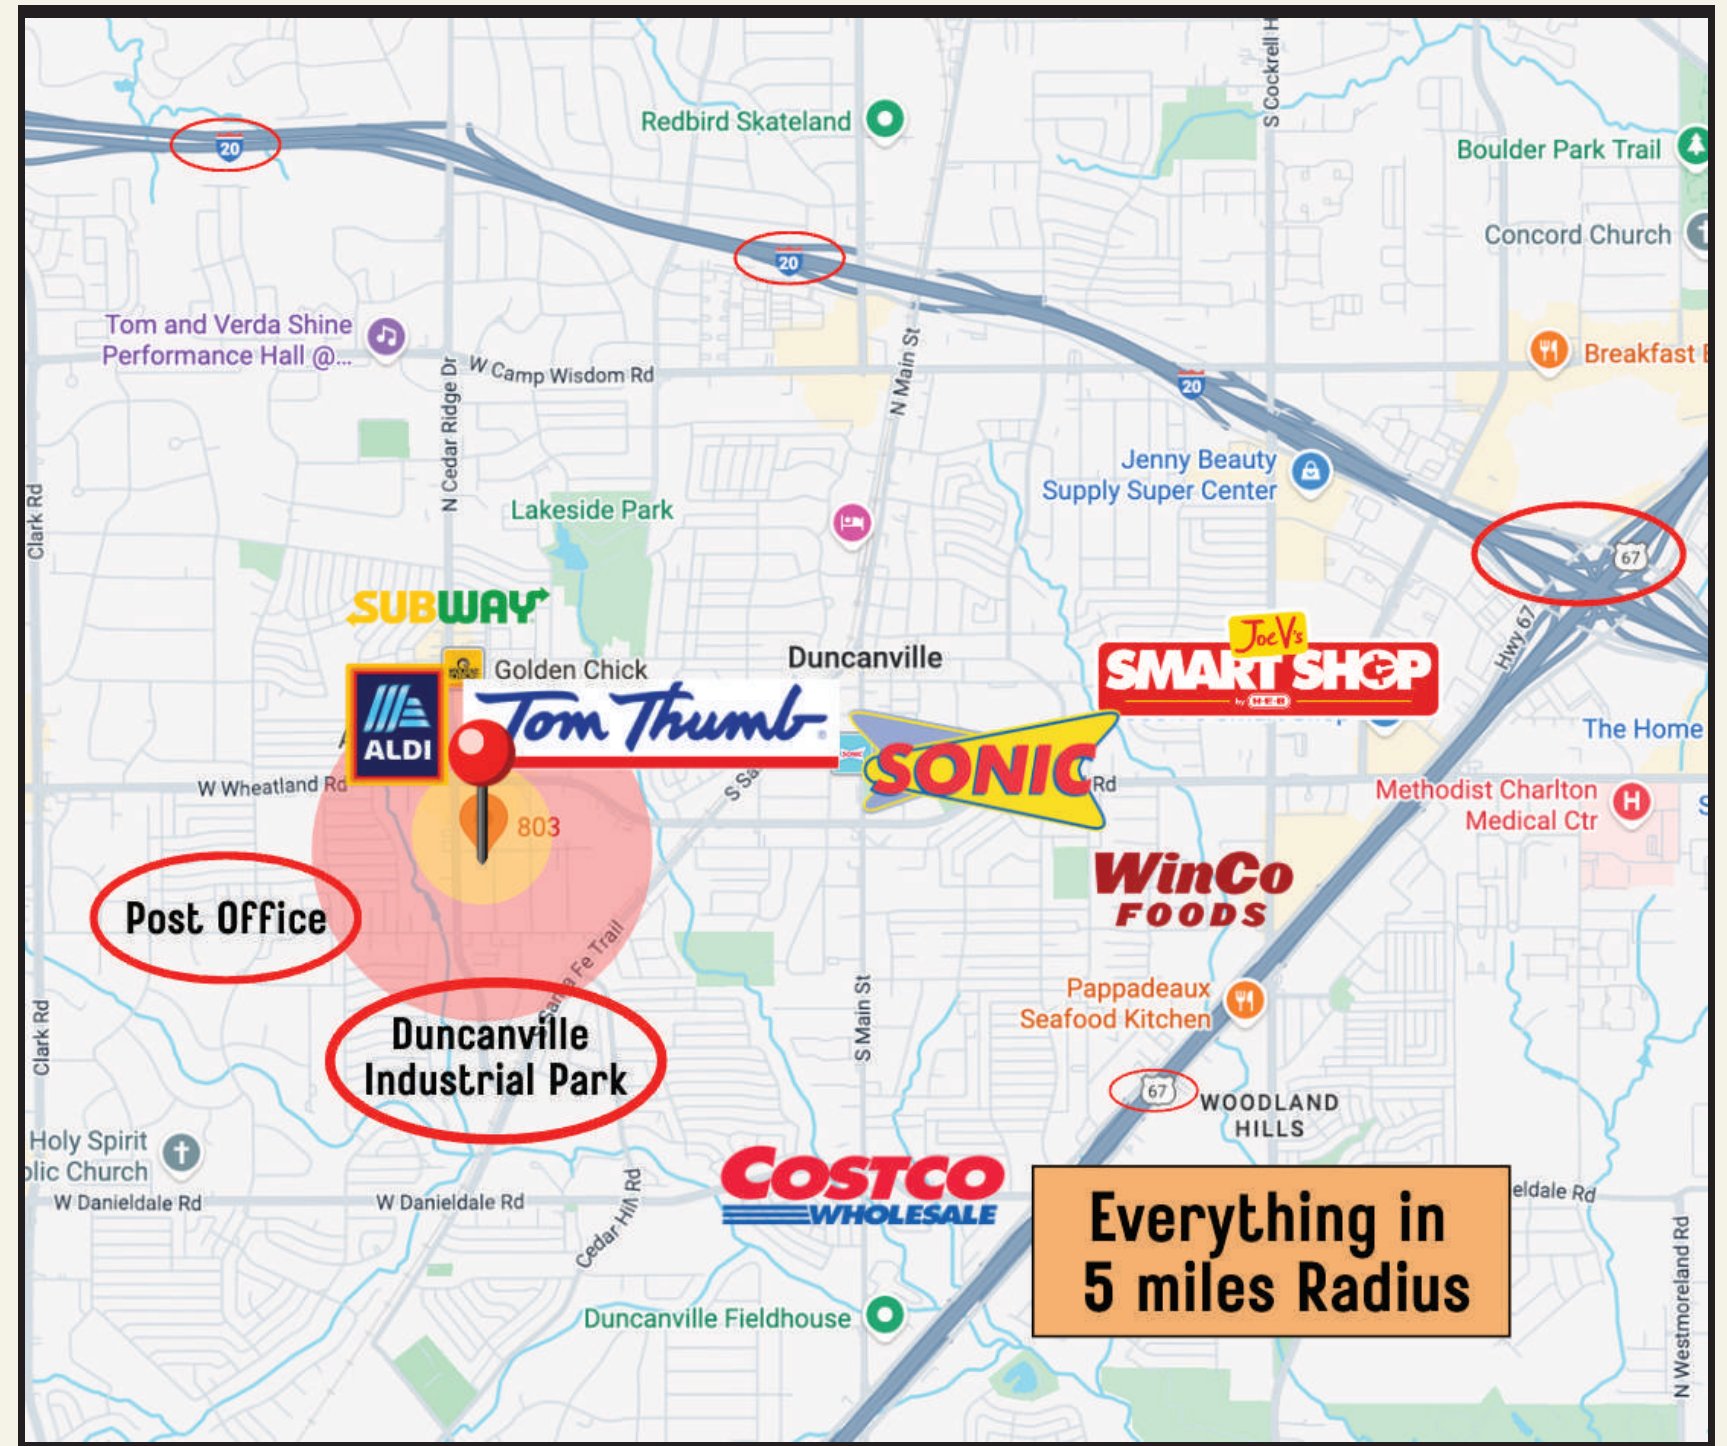 S Cockrell H
Redbird Skateland
20
Boulder Park Trail
Concord Church
20
Tom and Verda Shine
Performance Hall @...
W Camp Wisdom Rd
N Cedar Ridge Dr
N Main St
20
Breakfast
Jenny Beauty
Supply Super Center
Clark Rd
Lakeside Park
67
Hwy 67
SUBWAY
Golden Chick
Duncanville
Joe V's
SMART SHOP
by H-E-B
ALDI
Tom Thumb
SONIC
SONIC
The Home
W Wheatland Rd
Rd
Methodist Charlton
Medical Ctr
H
S
803
WinCo
FOODS
Post Office
Santa Fe Trail
Duncanville
Industrial Park
Clark Rd
S Main St
Pappadeaux
Seafood Kitchen
67
WOODLAND
HILLS
Holy Spirit
olic Church
W Danieldale Rd
W Danieldale Rd
Cedar Hill Rd
COSTCO
WHOLESALE
Everything in
5 miles Radius
eldale Rd
N Westmoreland Rd
Duncanville Fieldhouse